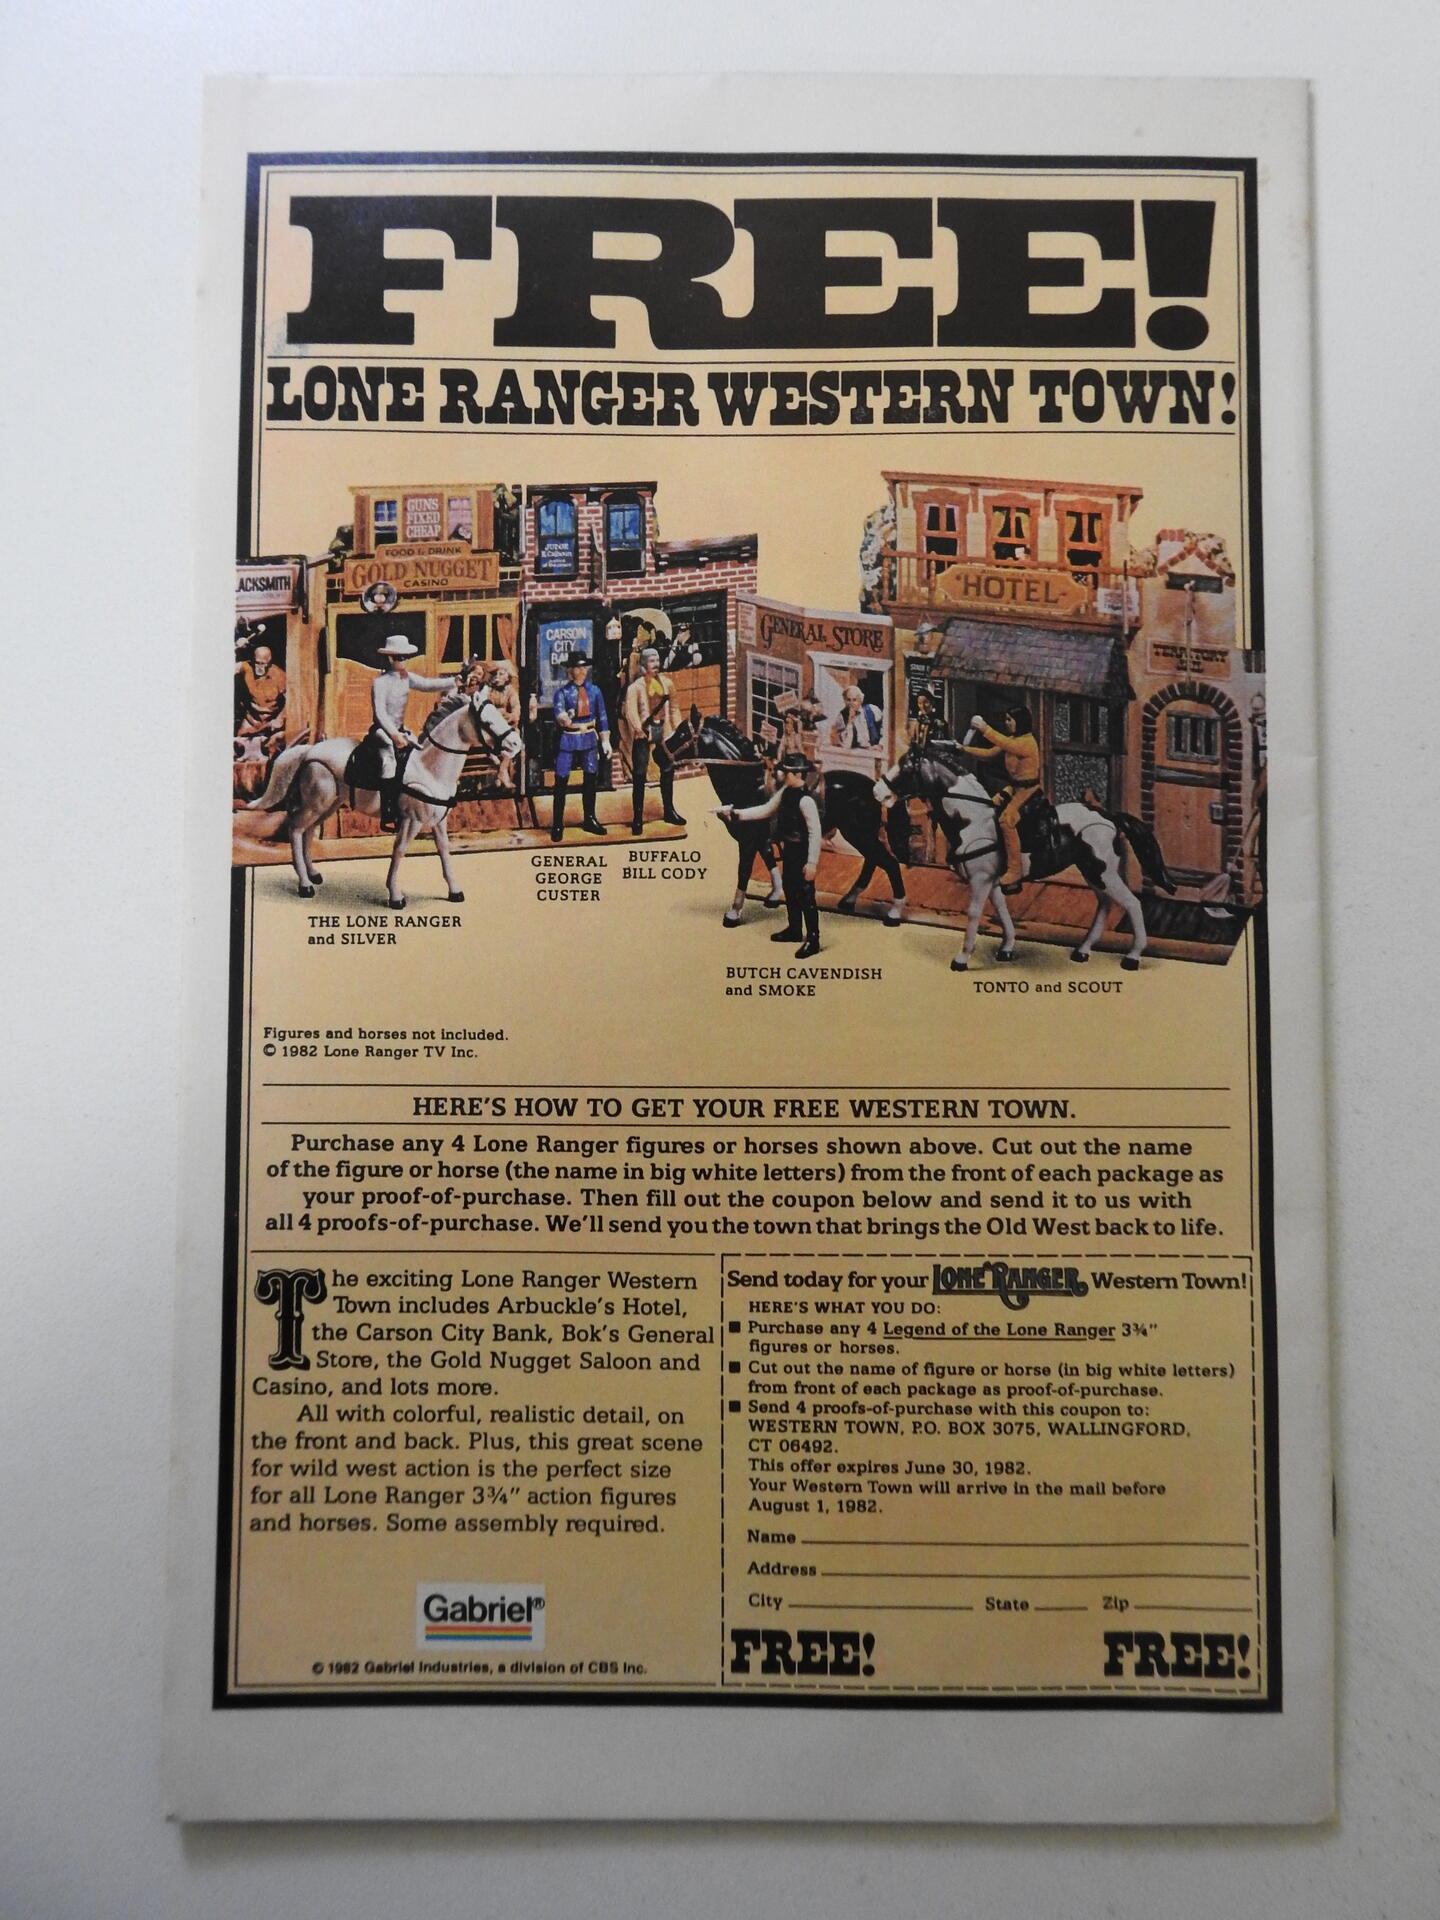 FREE!
LONE RANGER WESTERN TOWN!
GUNS
FIXED
CHEAP
FOOD & DRINK
GOLD NUGGET
CASINO
ACKSMITH
JUDGE
CARSON
CITY
BANK
GENERAL STORE
HOTEL
TERRITORY
JAIL
GENERAL
GEORGE
CUSTER
BUFFALO
BILL CODY
THE LONE RANGER
and SILVER
BUTCH CAVENDISH
and SMOKE
TONTO and SCOUT
Figures and horses not included.
© 1982 Lone Ranger TV Inc.
HERE'S HOW TO GET YOUR FREE WESTERN TOWN.
Purchase any 4 Lone Ranger figures or horses shown above. Cut out the name
of the figure or horse (the name in big white letters) from the front of each package as
your proof-of-purchase. Then fill out the coupon below and send it to us with
all 4 proofs-of-purchase. We'll send you the town that brings the Old West back to life.
The exciting Lone Ranger Western
Town includes Arbuckle's Hotel,
the Carson City Bank, Bok's General
Store, the Gold Nugget Saloon and
Casino, and lots more.
All with colorful, realistic detail, on
the front and back. Plus, this great scene
for wild west action is the perfect size
for all Lone Ranger 3¾" action figures
and horses. Some assembly required.
Gabriel®
© 1982 Gabriel Industries, a division of CBS Inc.
Send today for your LONE RANGER Western Town!
HERE'S WHAT YOU DO:
■ Purchase any 4 Legend of the Lone Ranger 3¾"
figures or horses.
■ Cut out the name of figure or horse (in big white letters)
from front of each package as proof-of-purchase.
■ Send 4 proofs-of-purchase with this coupon to:
WESTERN TOWN, P.O. BOX 3075, WALLINGFORD,
CT 06492.
This offer expires June 30, 1982.
Your Western Town will arrive in the mail before
August 1, 1982.
Name
Address
City State Zip
FREE! FREE!